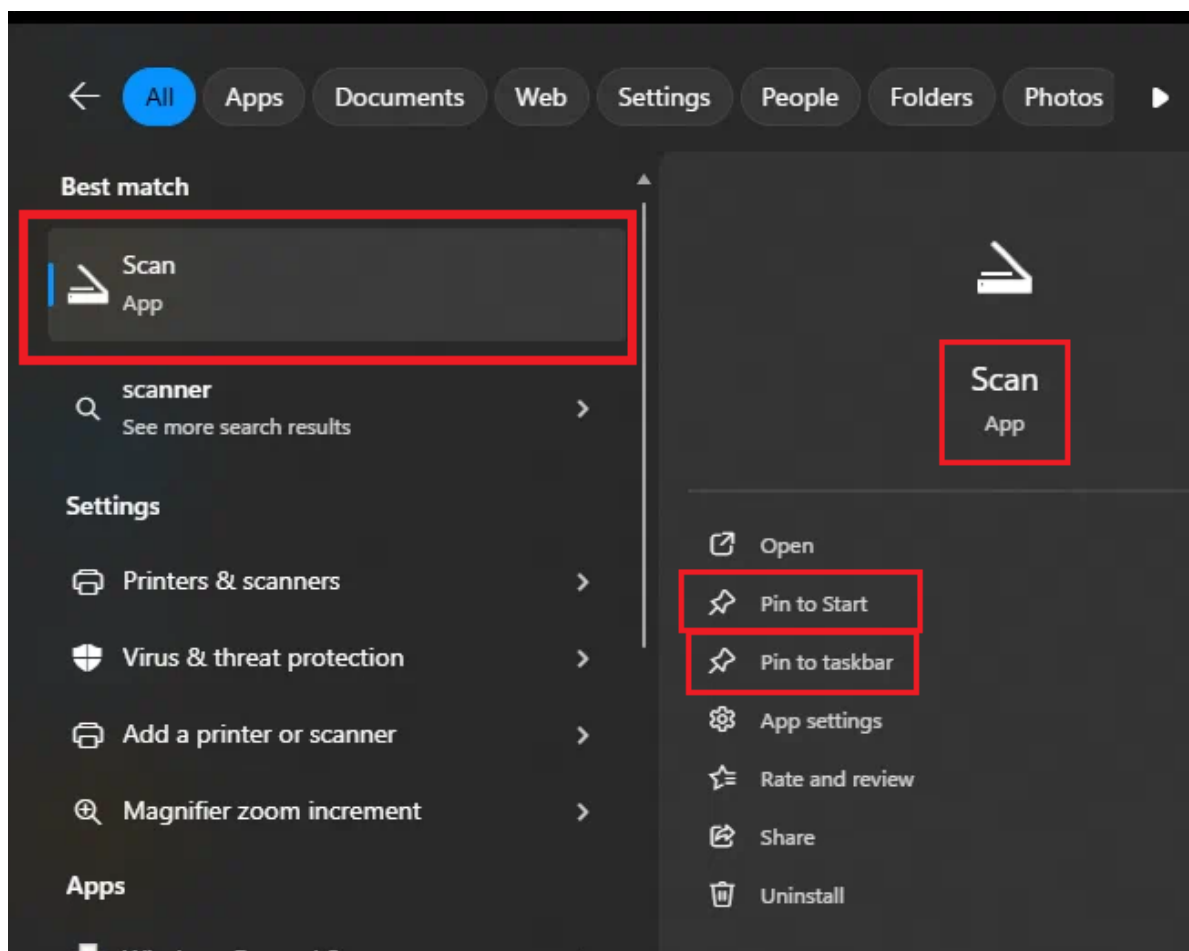 All Apps Documents Web Settings People Folders Photos
Best match
Scan
App
scanner
See more search results
Settings
Printers & scanners
Virus & threat protection
Add a printer or scanner
Magnifier zoom increment
Apps
Scan
App
Open
Pin to Start
Pin to taskbar
App settings
Rate and review
Share
Uninstall